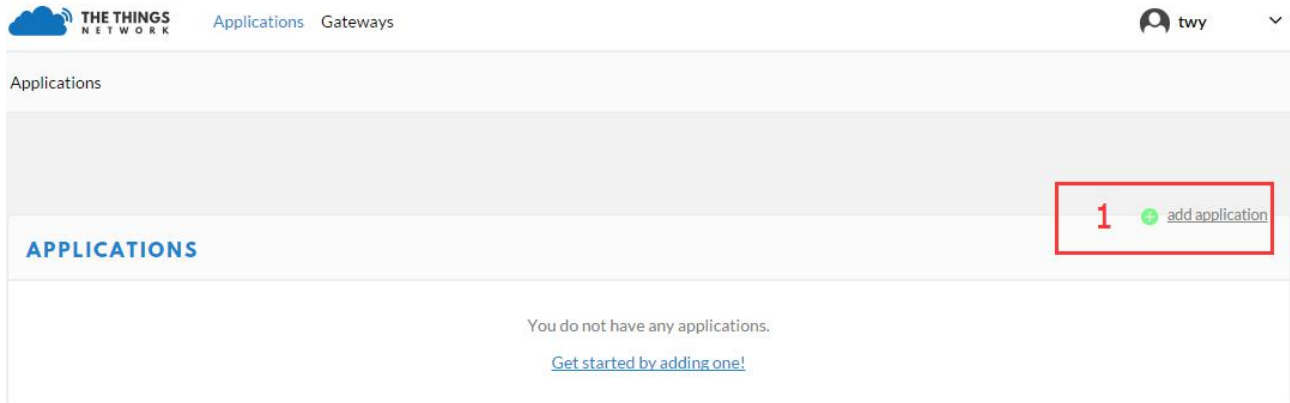 THE THINGS
NETWORK
Applications Gateways
twy
Applications
1 add application
APPLICATIONS
You do not have any applications.
Get started by adding one!